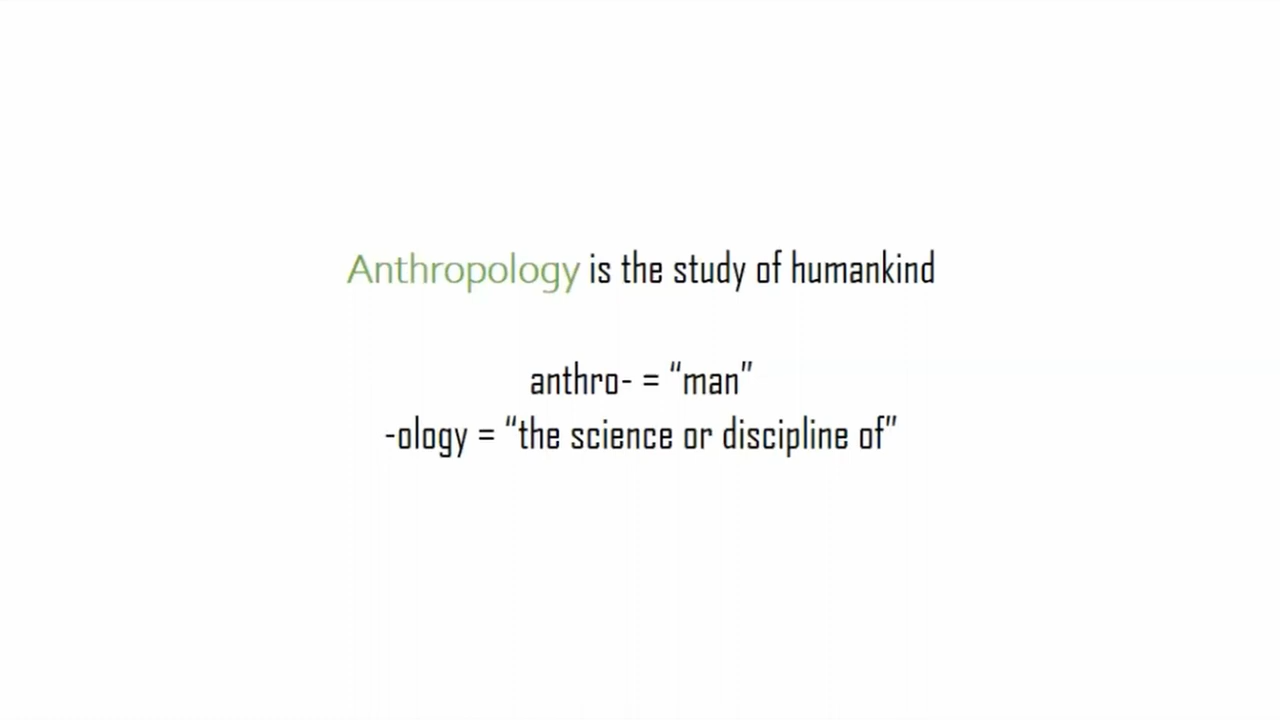 Anthropology is the study of humankind
anthro- = “man”
-ology = “the science or discipline of”